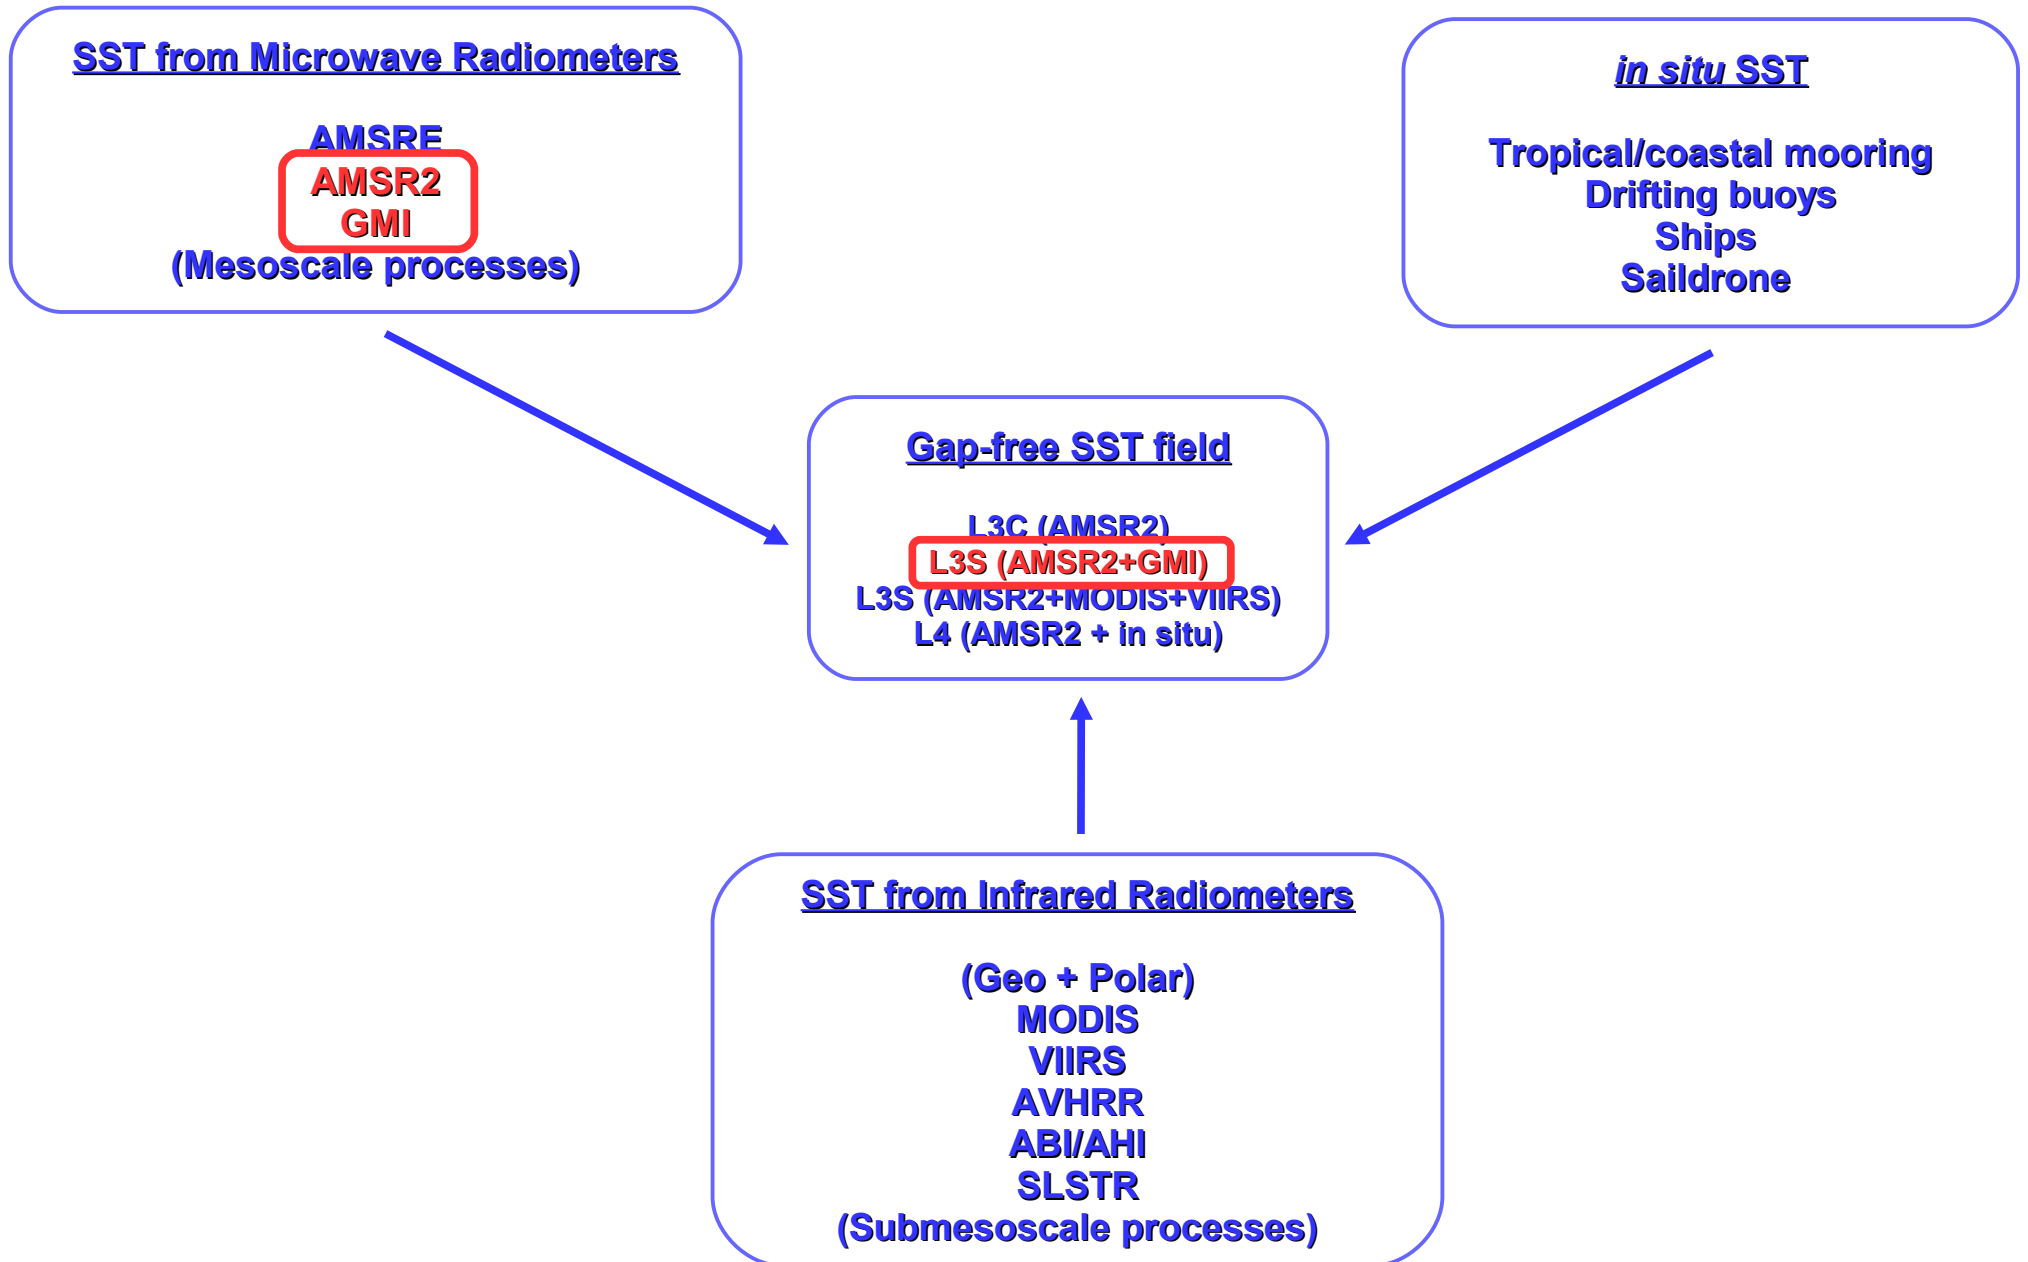 SST from Microwave Radiometers
AMSRE
AMSR2
GMI
(Mesoscale processes)
in situ SST
Tropical/coastal mooring
Drifting buoys
Ships
Saildrone
Gap-free SST field
L3C (AMSR2)
L3S (AMSR2+GMI)
L3S (AMSR2+MODIS+VIIRS)
L4 (AMSR2 + in situ)
SST from Infrared Radiometers
(Geo + Polar)
MODIS
VIIRS
AVHRR
ABI/AHI
SLSTR
(Submesoscale processes)